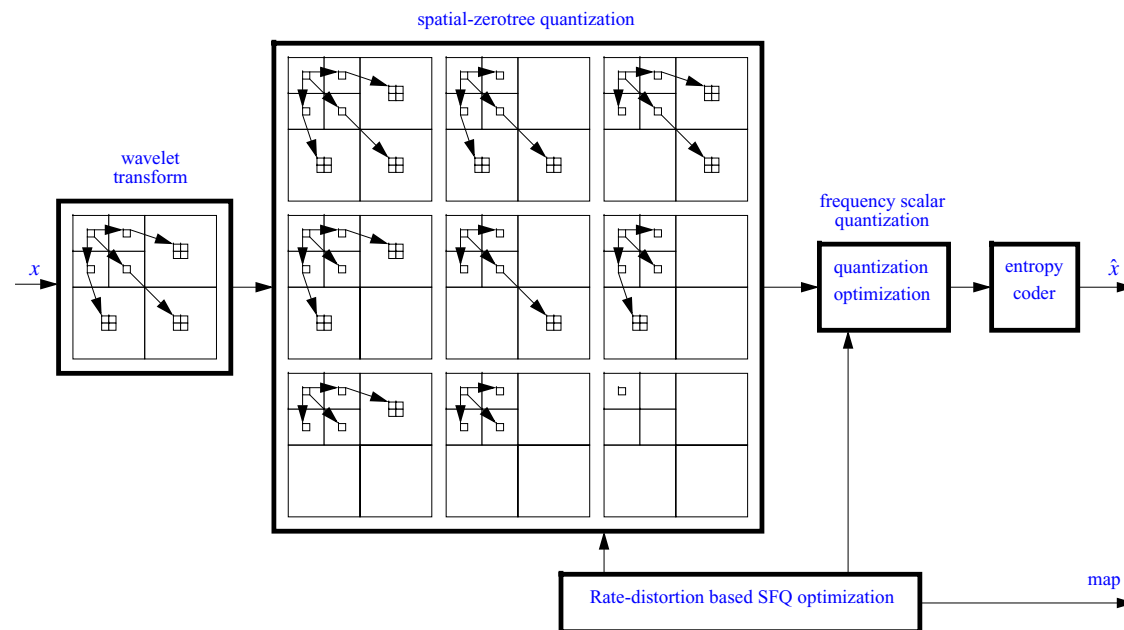 spatial-zerotree quantization
wavelet
transform
frequency scalar
quantization
x
quantization
optimization
entropy
coder
x̂
Rate-distortion based SFQ optimization
map